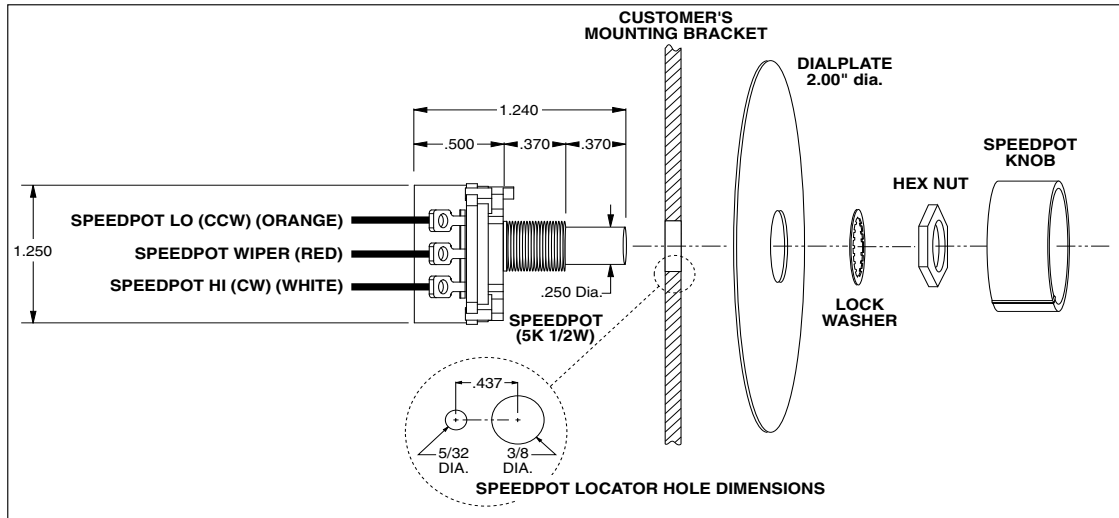 CUSTOMER'S
MOUNTING BRACKET
DIALPLATE
2.00" dia.
1.240
.500
.370
.370
SPEEDPOT
KNOB
HEX NUT
SPEEDPOT LO (CCW) (ORANGE)
1.250
SPEEDPOT WIPER (RED)
SPEEDPOT HI (CW) (WHITE)
.250 Dia.
LOCK
WASHER
SPEEDPOT
(5K 1/2W)
.437
5/32
DIA.
3/8
DIA.
SPEEDPOT LOCATOR HOLE DIMENSIONS